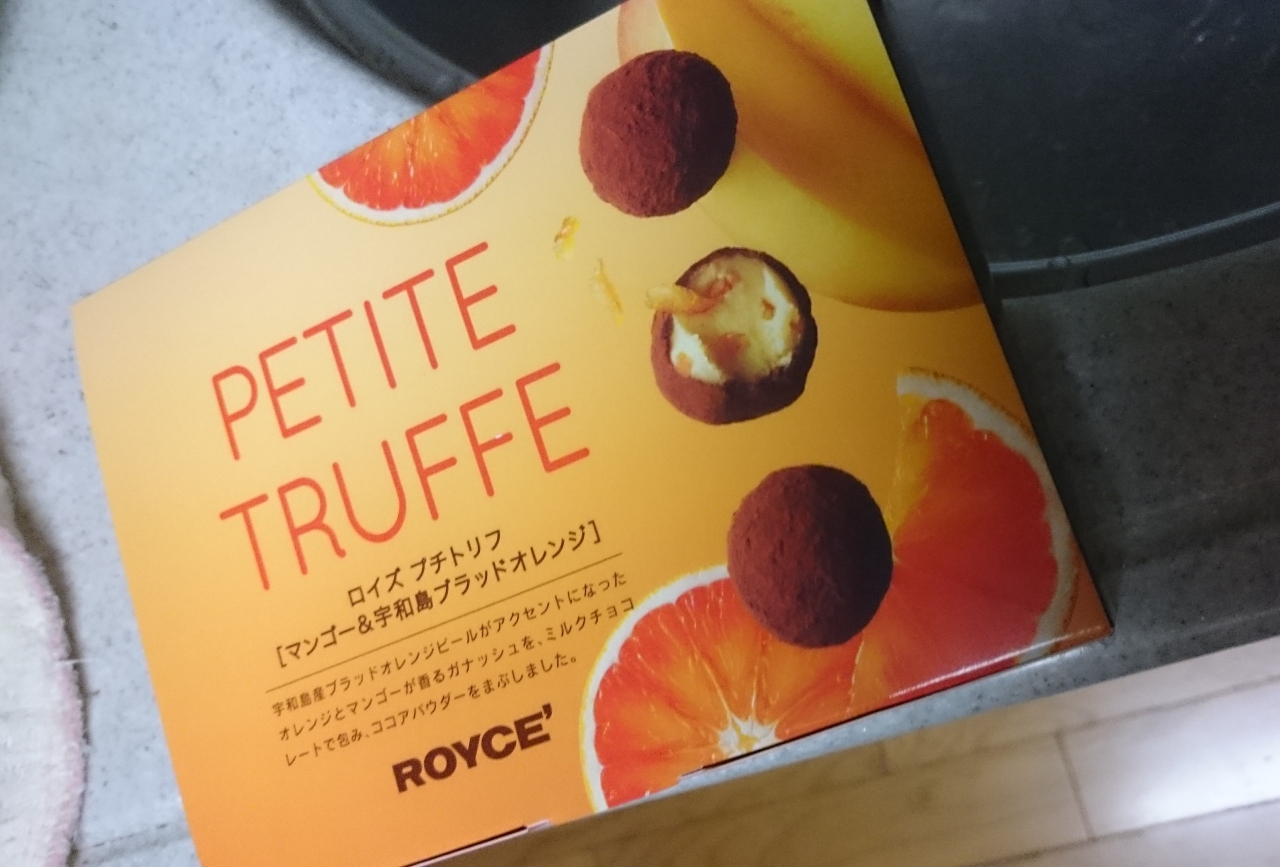 PETITE
TRUFFE
ロイズ プチトリフ
[マンゴー&宇和島ブラッドオレンジ]
宇和島産ブラッドオレンジピールがアクセントになった
オレンジとマンゴーが香るガナッシュを、ミルクチョコ
レートで包み、ココアパウダーをまぶしました。
ROYCE'